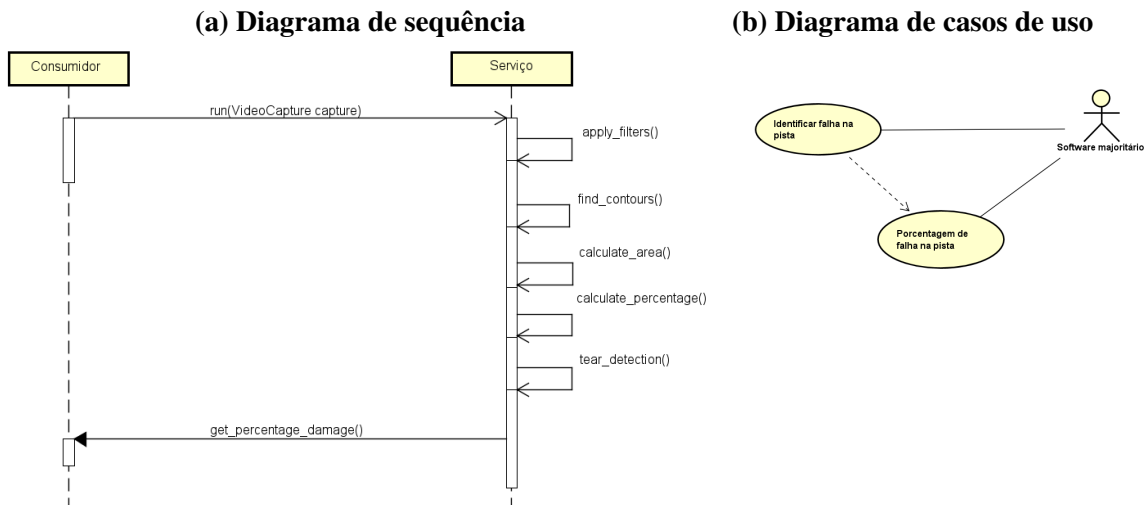 (a) Diagrama de sequência
Consumidor
Serviço
run(VideoCapture capture)
apply_filters()
find_contours()
calculate_area()
calculate_percentage()
tear_detection()
get_percentage_damage()
(b) Diagrama de casos de uso
Identificar falha na
pista
Software majoritário
Porcentagem de
falha na pista